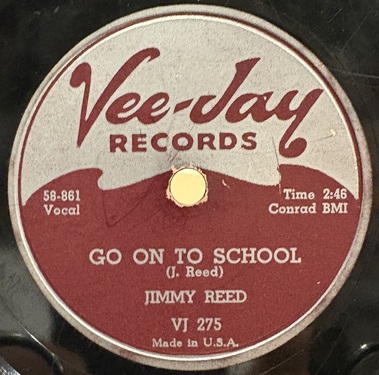 Vee-Jay
RECORDS
58-861
Vocal
Time 2:46
Conrad BMI
GO ON TO SCHOOL
(J. Reed)
JIMMY REED
VJ 275
Made in U.S.A.